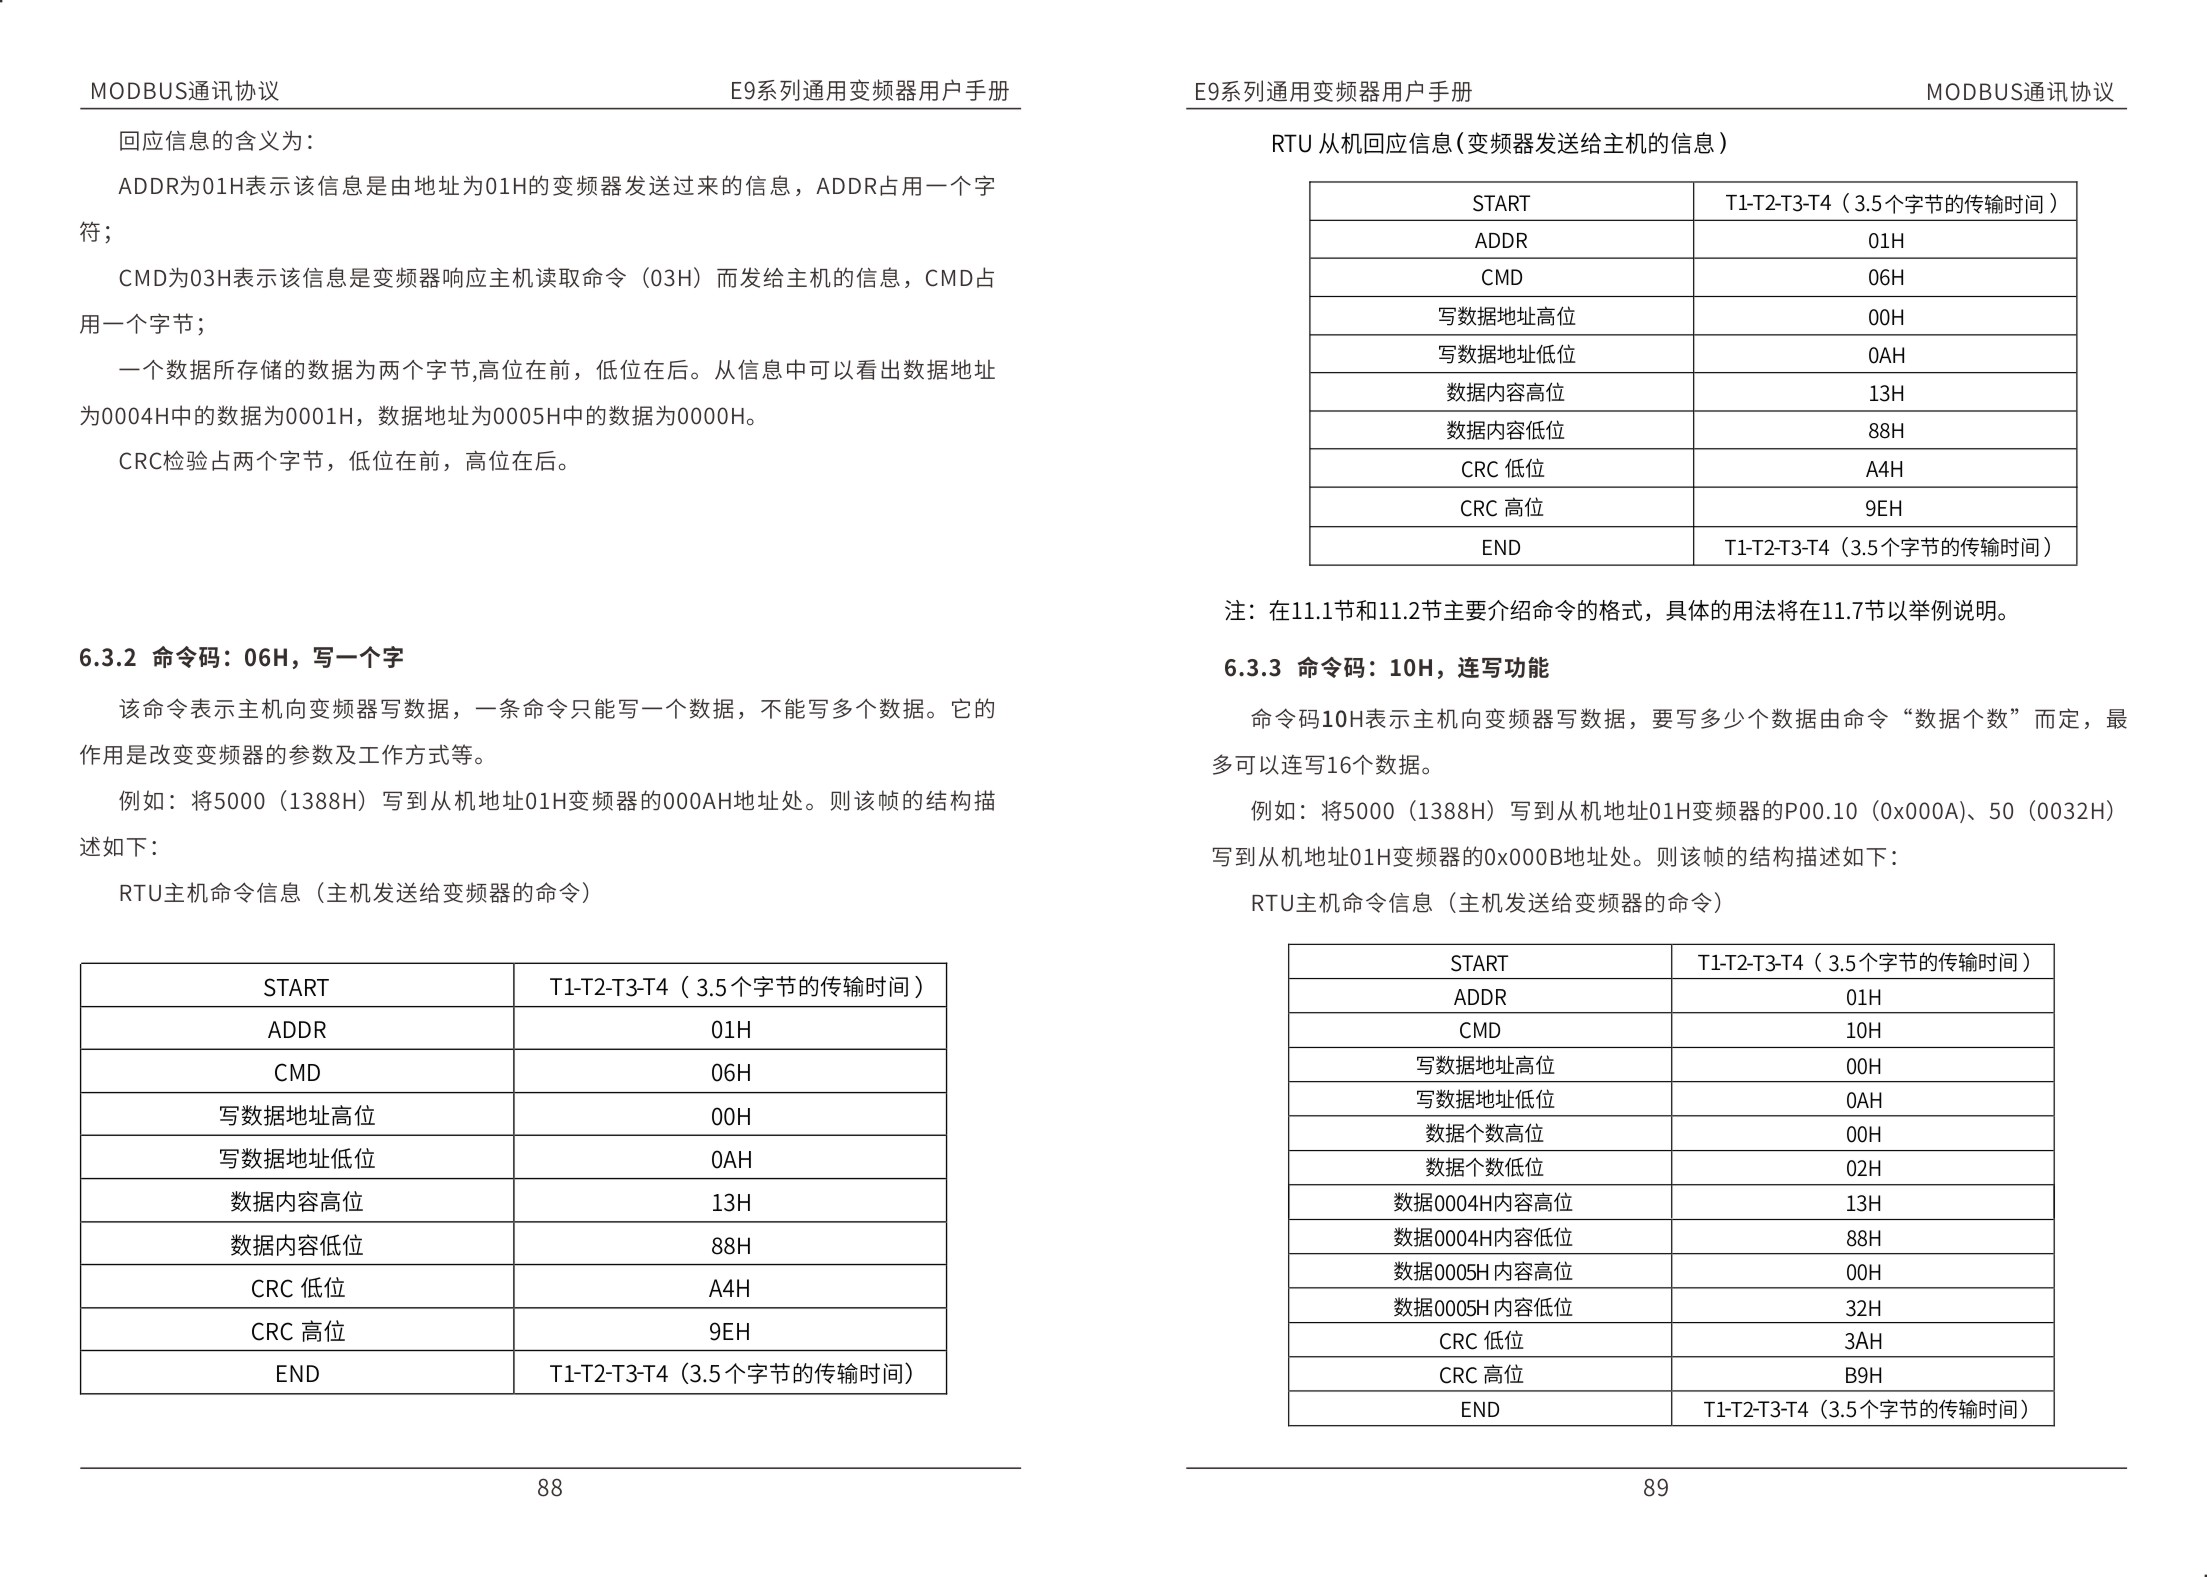 MODBUS通讯协议 E9系列通用变频器用户手册
回应信息的含义为：
ADDR为01H表示该信息是由地址为01H的变频器发送过来的信息，ADDR占用一个字
符；
CMD为03H表示该信息是变频器响应主机读取命令（03H）而发给主机的信息，CMD占
用一个字节；
一个数据所存储的数据为两个字节,高位在前，低位在后。从信息中可以看出数据地址
为0004H中的数据为0001H，数据地址为0005H中的数据为0000H。
CRC检验占两个字节，低位在前，高位在后。
6.3.2 命令码：06H，写一个字
该命令表示主机向变频器写数据，一条命令只能写一个数据，不能写多个数据。它的
作用是改变变频器的参数及工作方式等。
例如：将5000（1388H）写到从机地址01H变频器的000AH地址处。则该帧的结构描
述如下：
RTU主机命令信息（主机发送给变频器的命令）
START T1-T2-T3-T4（ 3.5个字节的传输时间 ）
ADDR 01H
CMD 06H
写数据地址高位 00H
写数据地址低位 0AH
数据内容高位 13H
数据内容低位 88H
CRC 低位 A4H
CRC 高位 9EH
END T1-T2-T3-T4（3.5个字节的传输时间）
88
E9系列通用变频器用户手册 MODBUS通讯协议
RTU 从机回应信息(变频器发送给主机的信息)
START T1-T2-T3-T4（ 3.5个字节的传输时间 ）
ADDR 01H
CMD 06H
写数据地址高位 00H
写数据地址低位 0AH
数据内容高位 13H
数据内容低位 88H
CRC 低位 A4H
CRC 高位 9EH
END T1-T2-T3-T4（3.5个字节的传输时间）
注：在11.1节和11.2节主要介绍命令的格式，具体的用法将在11.7节以举例说明。
6.3.3 命令码：10H，连写功能
命令码10H表示主机向变频器写数据，要写多少个数据由命令“数据个数”而定，最
多可以连写16个数据。
例如：将5000（1388H）写到从机地址01H变频器的P00.10（0x000A)、50（0032H）
写到从机地址01H变频器的0x000B地址处。则该帧的结构描述如下：
RTU主机命令信息（主机发送给变频器的命令）
START T1-T2-T3-T4（ 3.5个字节的传输时间 ）
ADDR 01H
CMD 10H
写数据地址高位 00H
写数据地址低位 0AH
数据个数高位 00H
数据个数低位 02H
数据0004H内容高位 13H
数据0004H内容低位 88H
数据0005H内容高位 00H
数据0005H内容低位 32H
CRC 低位 3AH
CRC 高位 B9H
END T1-T2-T3-T4（3.5个字节的传输时间）
89